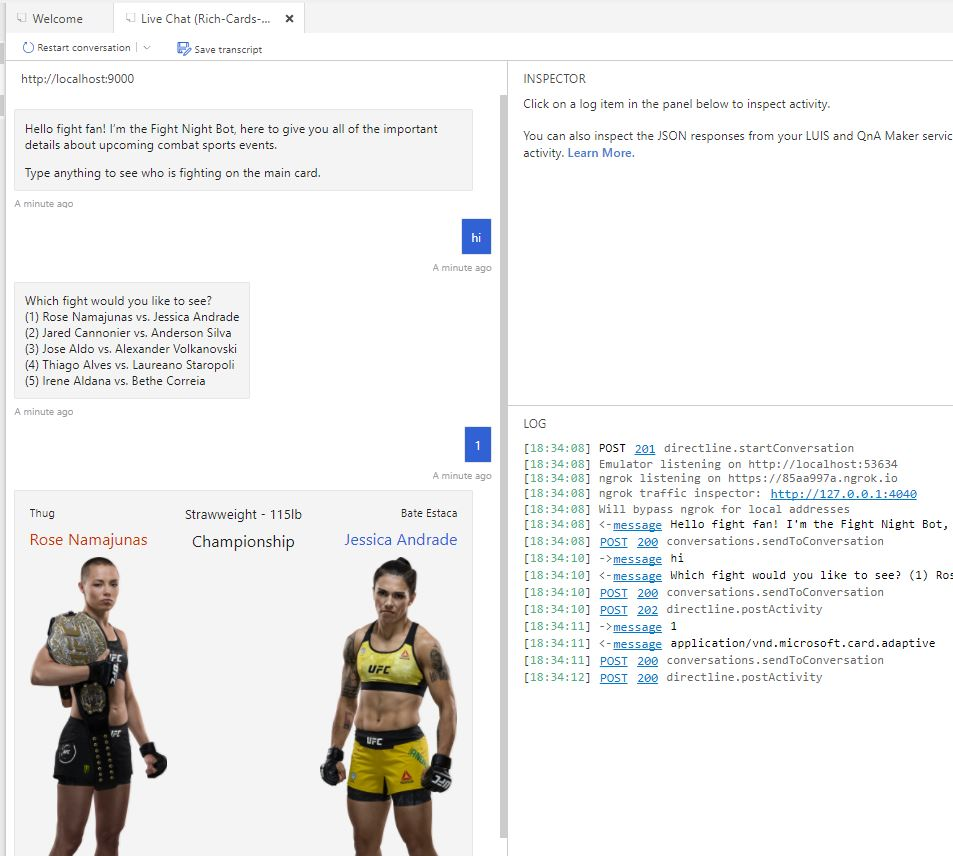 Welcome
Live Chat (Rich-Cards-...
Restart conversation
Save transcript
http://localhost:9000
Hello fight fan! I'm the Fight Night Bot, here to give you all of the important
details about upcoming combat sports events.
Type anything to see who is fighting on the main card.
A minute ago
hi
A minute ago
Which fight would you like to see?
(1) Rose Namajunas vs. Jessica Andrade
(2) Jared Cannonier vs. Anderson Silva
(3) Jose Aldo vs. Alexander Volkanovski
(4) Thiago Alves vs. Laureano Staropoli
(5) Irene Aldana vs. Bethe Correia
A minute ago
1
A minute ago
Thug
Strawweight - 115lb
Bate Estaca
Rose Namajunas
Championship
Jessica Andrade
UFC
UFC
UFC
UFC
INSPECTOR
Click on a log item in the panel below to inspect activity.
You can also inspect the JSON responses from your LUIS and QnA Maker servic
activity. Learn More.
LOG
[18:34:08] POST 201 directline.startConversation
[18:34:08] Emulator listening on http://localhost:53634
[18:34:08] ngrok listening on https://85aa997a.ngrok.io
[18:34:08] ngrok traffic inspector: http://127.0.0.1:4040
[18:34:08] Will bypass ngrok for local addresses
[18:34:08] <-message Hello fight fan! I'm the Fight Night Bot,
[18:34:08] POST 200 conversations.sendToConversation
[18:34:10] ->message hi
[18:34:10] <-message Which fight would you like to see? (1) Ros
[18:34:10] POST 200 conversations.sendToConversation
[18:34:10] POST 202 directline.postActivity
[18:34:11] ->message 1
[18:34:11] <-message application/vnd.microsoft.card.adaptive
[18:34:11] POST 200 conversations.sendToConversation
[18:34:12] POST 200 directline.postActivity